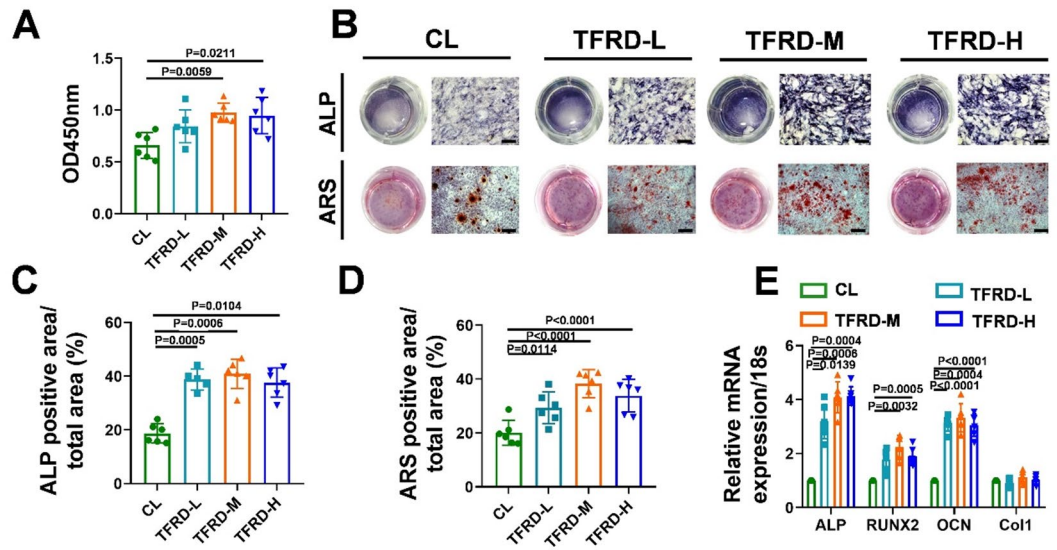 A
OD450nm
P=0.0211
P=0.0059
1.5
1.0
0.5
0.0
CL
TFRD-L
TFRD-M
TFRD-H
B
CL
TFRD-L
TFRD-M
TFRD-H
ALP
ARS
C
ALP positive area/
total area (%)
P=0.0104
P=0.0006
P=0.0005
60
40
20
0
CL
TFRD-L
TFRD-M
TFRD-H
D
ARS positive area/
total area (%)
P<0.0001
P<0.0001
P=0.0114
60
40
20
0
CL
TFRD-L
TFRD-M
TFRD-H
E
CL
TFRD-L
TFRD-M
TFRD-H
Relative mRNA
expression/18s
P=0.0004
P=0.0006
P=0.0139
P=0.0005
P=0.0032
P<0.0001
P=0.0004
P<0.0001
6
4
2
0
ALP
RUNX2
OCN
Col1